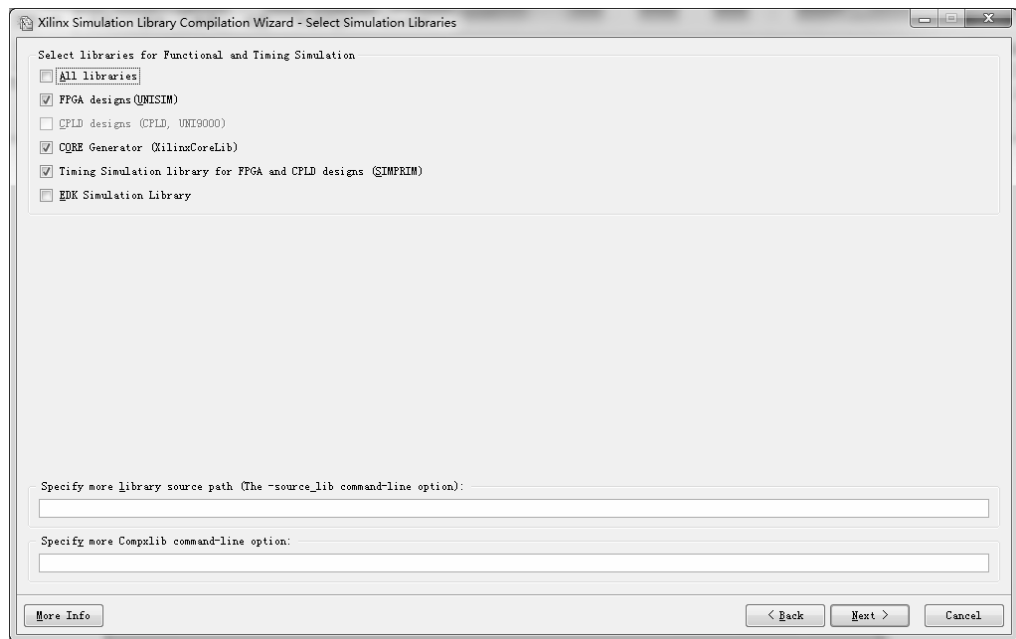 Xilinx Simulation Library Compilation Wizard - Select Simulation Libraries
Select libraries for Functional and Timing Simulation
All libraries
FPGA designs(UNISIM)
CPLD designs (CPLD, UNI9000)
CORE Generator (XilinxCoreLib)
Timing Simulation library for FPGA and CPLD designs (SIMPRIM)
EDK Simulation Library
Specify more library source path (The -source_lib command-line option):
Specify more Compxlib command-line option:
More Info
< Back
Next >
Cancel